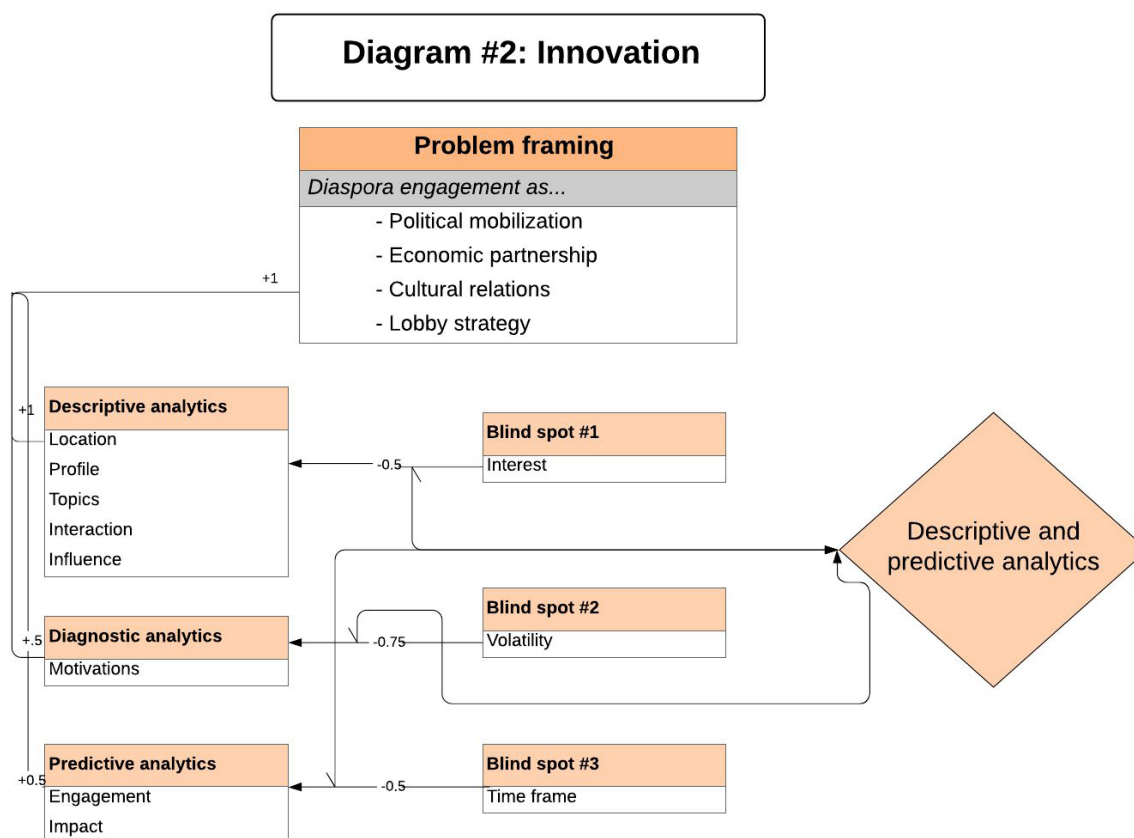 Diagram #2: Innovation
Problem framing
Diaspora engagement as...
- Political mobilization
- Economic partnership
- Cultural relations
- Lobby strategy
+1
Descriptive analytics
Location
Profile
Topics
Interaction
Influence
+1
Blind spot #1
Interest
-0.5
Descriptive and
predictive analytics
Diagnostic analytics
Motivations
+.5
Blind spot #2
Volatility
-0.75
Predictive analytics
Engagement
Impact
+0.5
Blind spot #3
Time frame
-0.5